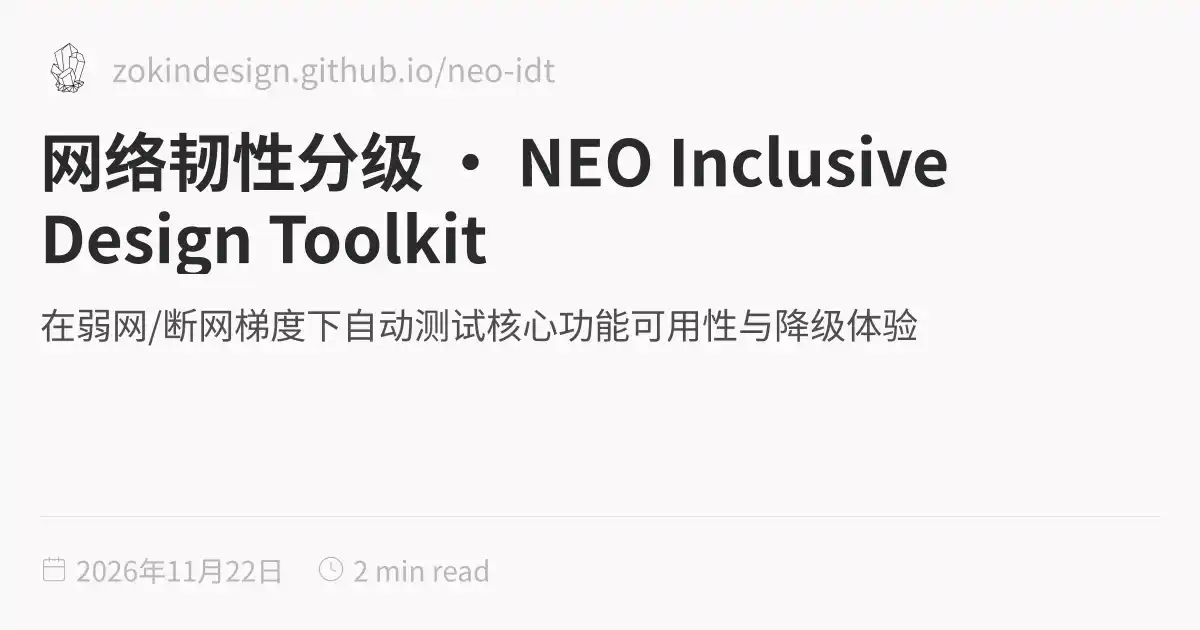 zokindesign.github.io/neo-idt
网络韧性分级 · NEO Inclusive
Design Toolkit
在弱网/断网梯度下自动测试核心功能可用性与降级体验
2026年11月22日
2 min read